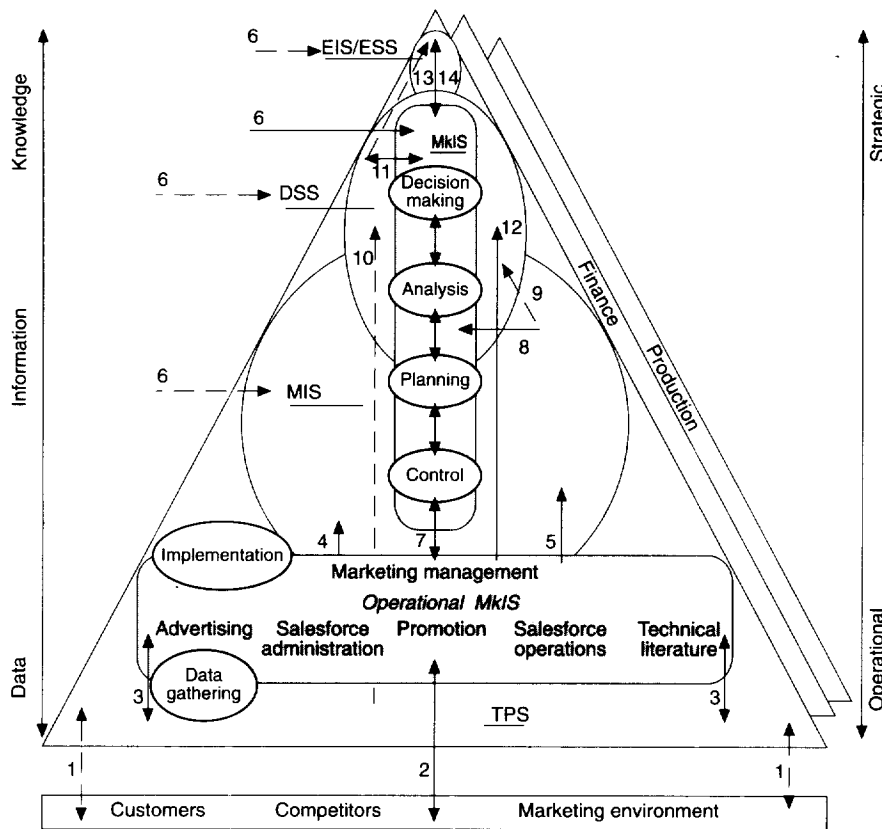 6
EIS/ESS
13
14
6
MkIS
11
6
DSS
Decision
making
12
10
Analysis
9
8
6
MIS
Planning
Control
4
7
5
Implementation
Marketing management
Operational MkIS
Advertising
Salesforce
administration
Promotion
Salesforce
operations
Technical
literature
Data
gathering
3
3
TPS
1
2
1
Customers
Competitors
Marketing environment
Knowledge
Information
Data
Finance
Production
Strategic
Operational